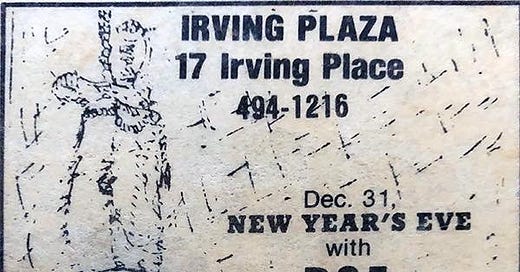 IRVING PLAZA
17 Irving Place
494-1216
Dec. 31,
NEW YEAR'S EVE
with